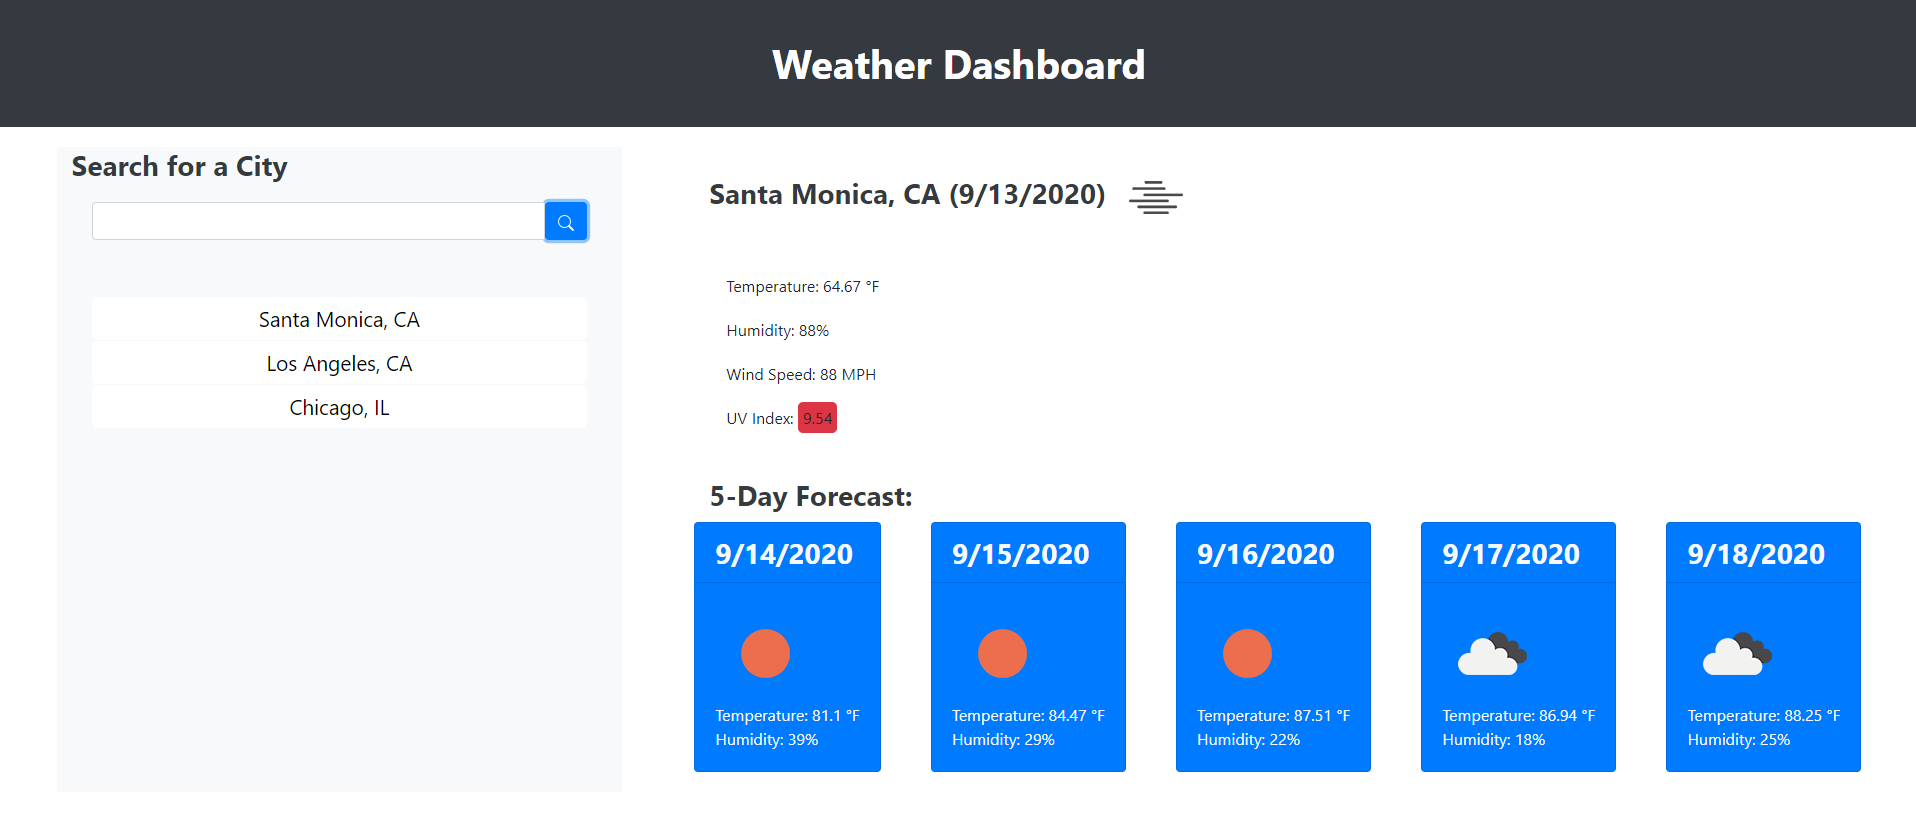 Weather Dashboard
Search for a City
Santa Monica, CA
Los Angeles, CA
Chicago, IL
Santa Monica, CA (9/13/2020)
Temperature: 64.67 °F
Humidity: 88%
Wind Speed: 88 MPH
UV Index: 9.54
5-Day Forecast:
9/14/2020
Temperature: 81.1 °F
Humidity: 39%
9/15/2020
Temperature: 84.47 °F
Humidity: 29%
9/16/2020
Temperature: 87.51 °F
Humidity: 22%
9/17/2020
Temperature: 86.94 °F
Humidity: 18%
9/18/2020
Temperature: 88.25 °F
Humidity: 25%